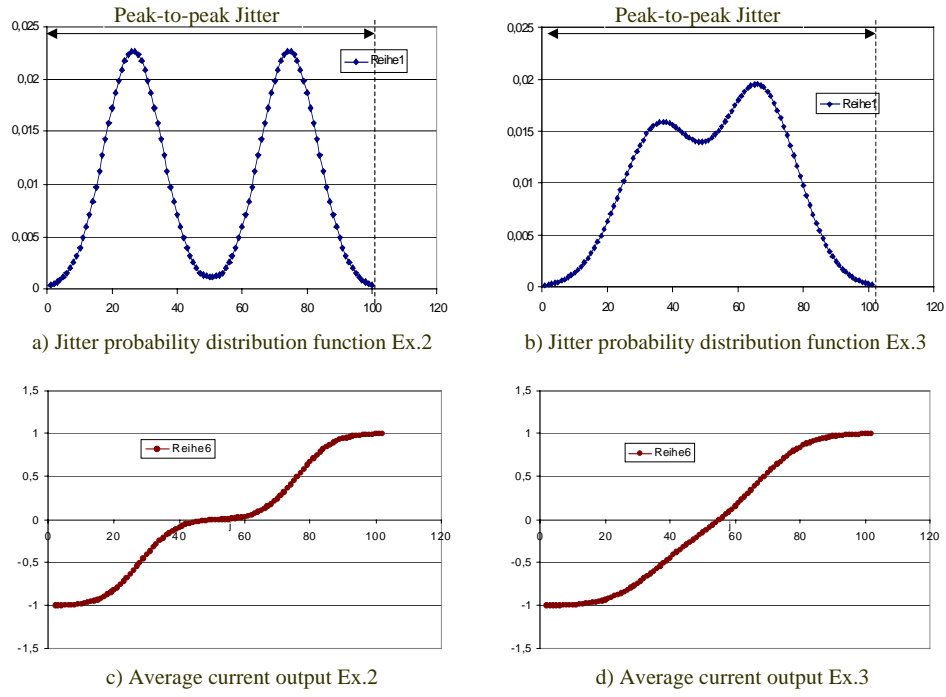 Peak-to-peak Jitter
0,025
0,02
0,015
0,01
0,005
0
0 20 40 60 80 100 120
Reihe1
a) Jitter probability distribution function Ex.2
Peak-to-peak Jitter
0,025
0,02
0,015
0,01
0,005
0
0 20 40 60 80 100 120
Reihe1
b) Jitter probability distribution function Ex.3
1,5
1
0,5
0
-0,5
-1
-1,5
0 20 40 60 80 100 120
Reihe6
c) Average current output Ex.2
1,5
1
0,5
0
-0,5
-1
-1,5
0 20 40 60 80 100 120
Reihe6
d) Average current output Ex.3